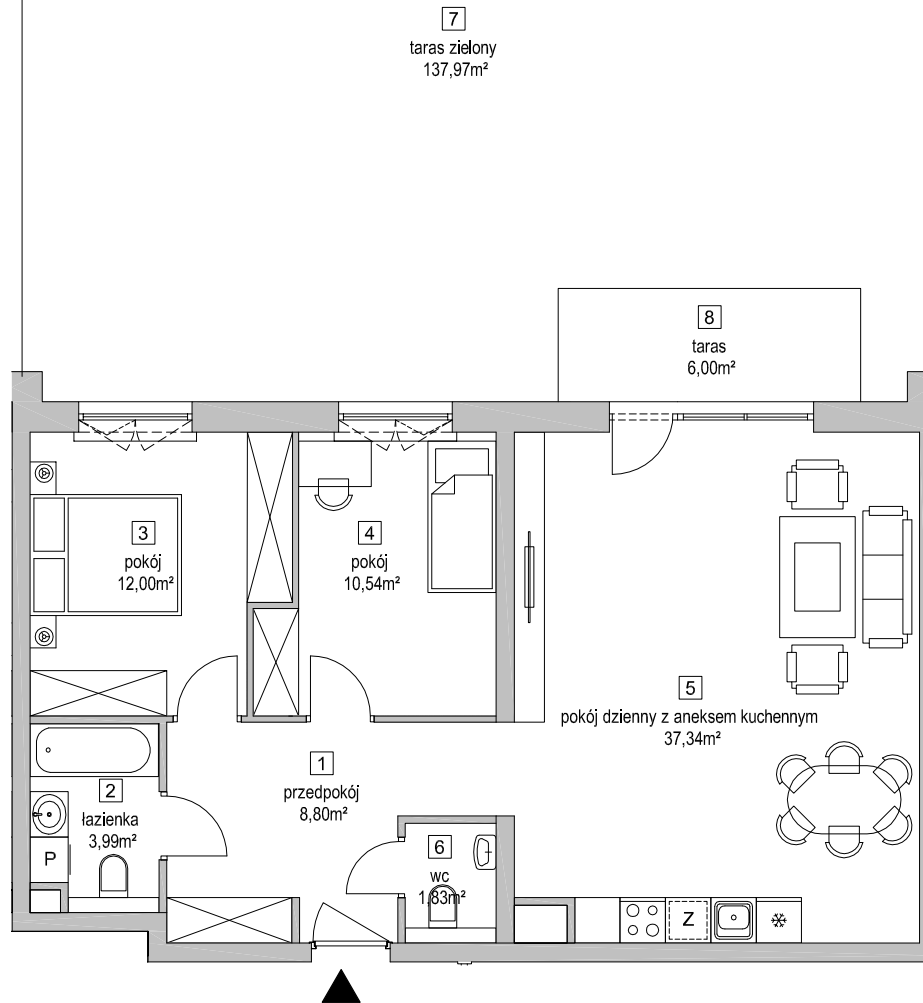 7
taras zielony
137,97m²
8
taras
6,00m²
3
pokój
12,00m²
4
pokój
10,54m²
5
pokój dzienny z aneksem kuchennym
37,34m²
1
przedpokój
8,80m²
2
łazienka
3,99m²
P
6
wc
1,83m²
Z